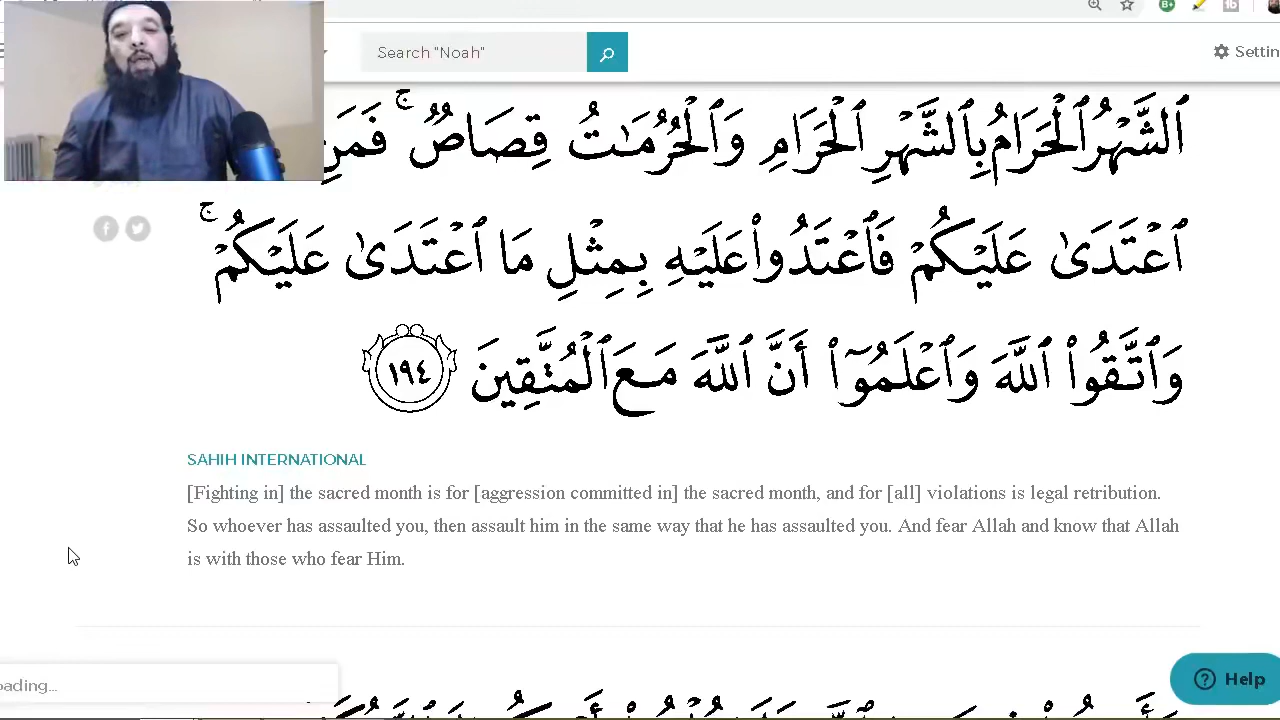 Search "Noah"
Settin
ٱلشَّهْرُ ٱلْحَرَامُ بِٱلشَّهْرِ ٱلْحَرَامِ وَٱلْحُرُمَـٰتُ قِصَاصٌ ۚ فَمَنِ
ٱعْتَدَىٰ عَلَيْكُمْ فَٱعْتَدُوا۟ عَلَيْهِ بِمِثْلِ مَا ٱعْتَدَىٰ عَلَيْكُمْ ۚ
وَٱتَّقُوا۟ ٱللَّهَ وَٱعْلَمُوٓا۟ أَنَّ ٱللَّهَ مَعَ ٱلْمُتَّقِينَ ١٩٤
SAHIH INTERNATIONAL
[Fighting in] the sacred month is for [aggression committed in] the sacred month, and for [all] violations is legal retribution.
So whoever has assaulted you, then assault him in the same way that he has assaulted you. And fear Allah and know that Allah
is with those who fear Him.
oading...
Help